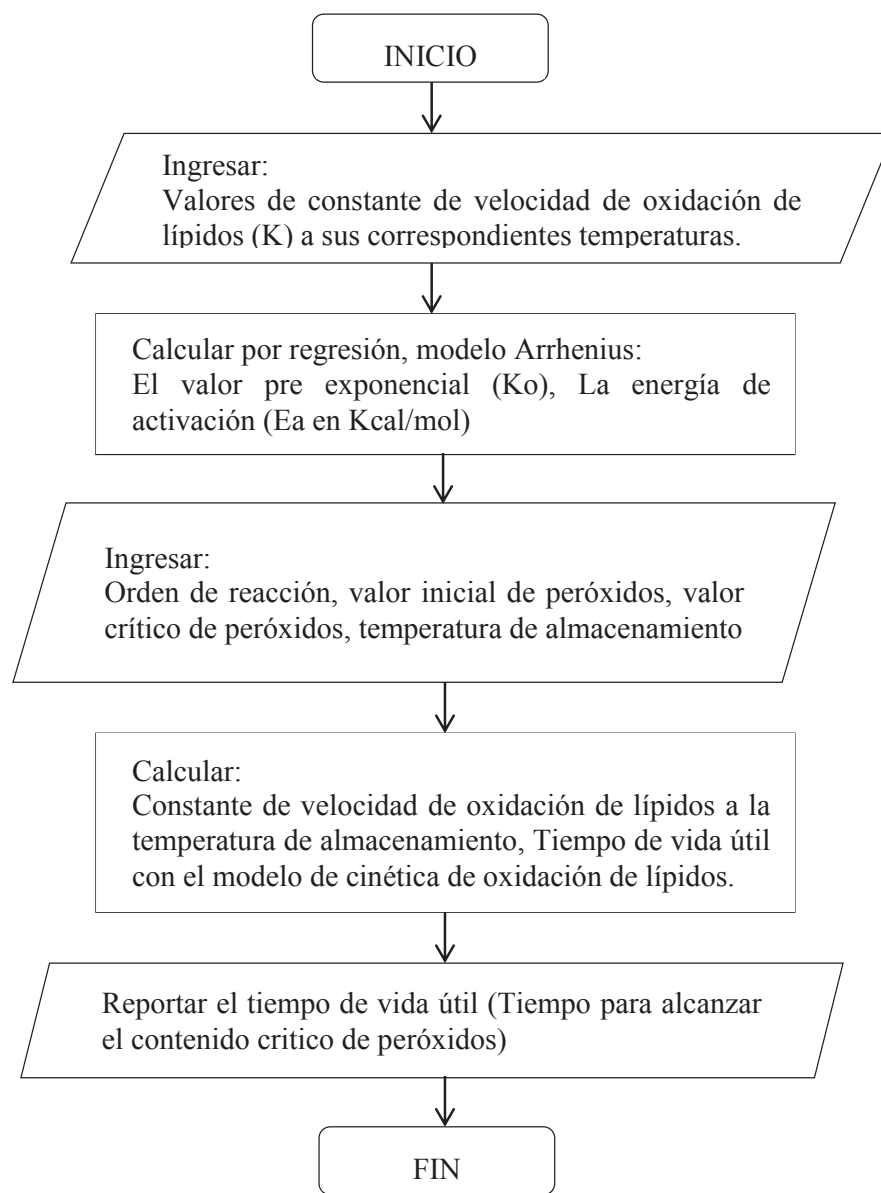 INICIO
Ingresar:
Valores de constante de velocidad de oxidación de
lípidos (K) a sus correspondientes temperaturas.
Calcular por regresión, modelo Arrhenius:
El valor pre exponencial (Ko), La energía de
activación (Ea en Kcal/mol)
Ingresar:
Orden de reacción, valor inicial de peróxidos, valor
crítico de peróxidos, temperatura de almacenamiento
Calcular:
Constante de velocidad de oxidación de lípidos a la
temperatura de almacenamiento, Tiempo de vida útil
con el modelo de cinética de oxidación de lípidos.
Reportar el tiempo de vida útil (Tiempo para alcanzar
el contenido critico de peróxidos)
FIN